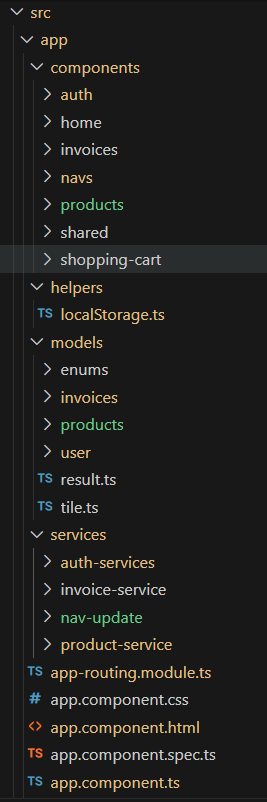 src
app
components
auth
home
invoices
navs
products
shared
shopping-cart
helpers
TS localStorage.ts
models
enums
invoices
products
user
TS result.ts
TS tile.ts
services
auth-services
invoice-service
nav-update
product-service
TS app-routing.module.ts
# app.component.css
<> app.component.html
TS app.component.spec.ts
TS app.component.ts